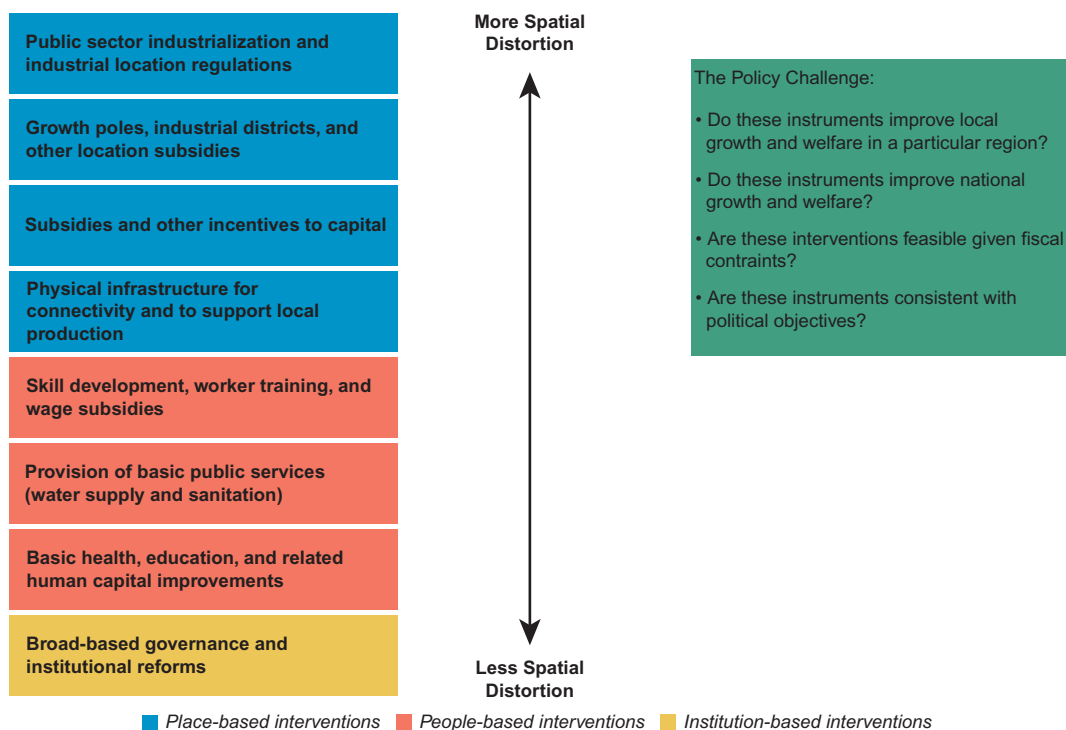 Public sector industrialization and
industrial location regulations
Growth poles, industrial districts, and
other location subsidies
Subsidies and other incentives to capital
Physical infrastructure for
connectivity and to support local
production
Skill development, worker training, and
wage subsidies
Provision of basic public services
(water supply and sanitation)
Basic health, education, and related
human capital improvements
Broad-based governance and
institutional reforms
More Spatial
Distortion
Less Spatial
Distortion
The Policy Challenge:
• Do these instruments improve local
growth and welfare in a particular region?
• Do these instruments improve national
growth and welfare?
• Are these interventions feasible given fiscal
contraints?
• Are these instruments consistent with
political objectives?
Place-based interventions People-based interventions Institution-based interventions